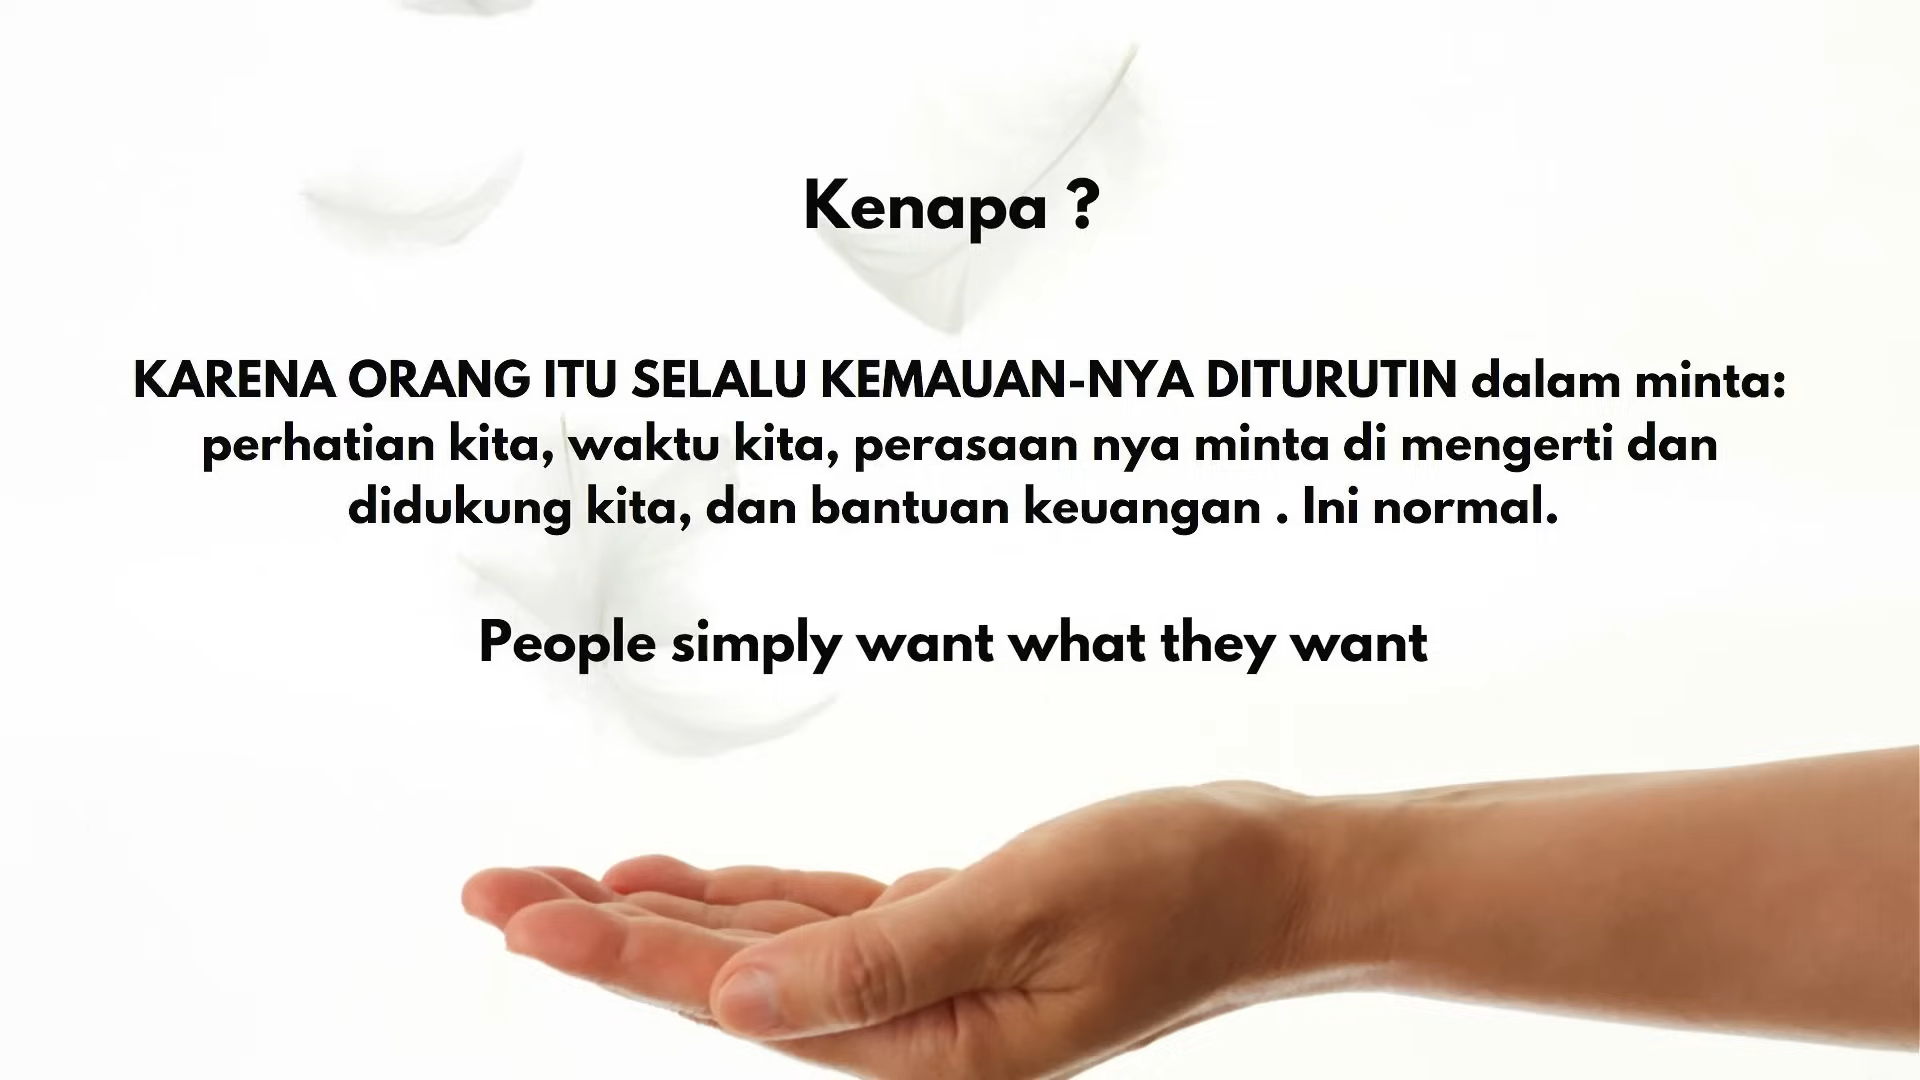 Kenapa ?
KARENA ORANG ITU SELALU KEMAUAN-NYA DITURUTIN dalam minta:
perhatian kita, waktu kita, perasaan nya minta di mengerti dan
didukung kita, dan bantuan keuangan . Ini normal.
People simply want what they want